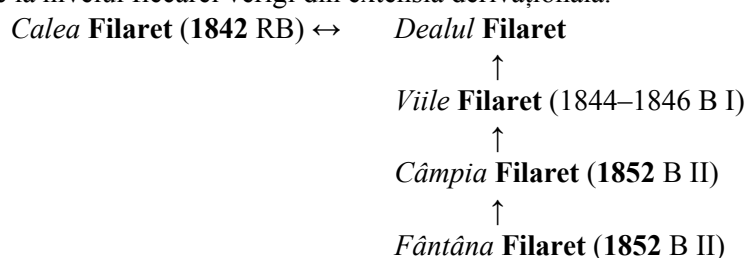 la nivelul fiecărei verigi din extensia derivațională.
Calea Filaret (1842 RB) ↔ Dealul Filaret
↑
Viile Filaret (1844–1846 B I)
↑
Câmpia Filaret (1852 B II)
↑
Fântâna Filaret (1852 B II)